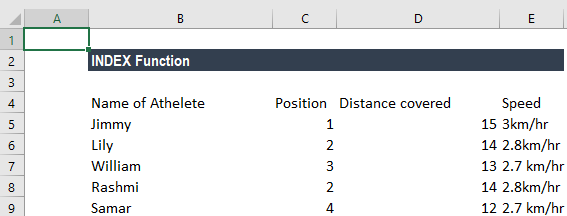 A B C D E
1
2 INDEX Function
3
4 Name of Athelete Position Distance covered Speed
5 Jimmy 1 15 3km/hr
6 Lily 2 14 2.8km/hr
7 William 3 13 2.7 km/hr
8 Rashmi 2 14 2.8km/hr
9 Samar 4 12 2.7 km/hr